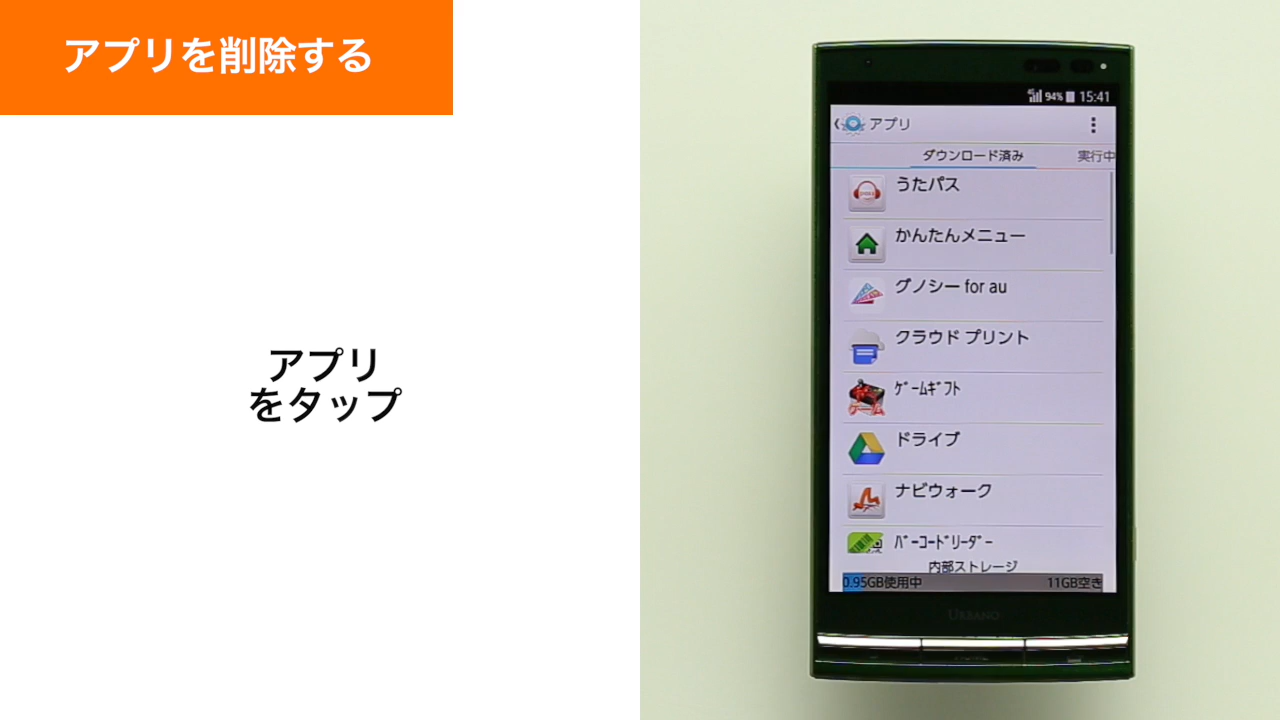 アプリを削除する
アプリ
をタップ
4G 94% 15:41
アプリ
ダウンロード済み 実行中
うたパス
かんたんメニュー
グノシー for au
クラウド プリント
ｹﾞｰﾑｷﾞﾌﾄ
ドライブ
ナビウォーク
ﾊﾞｰｺｰﾄﾞﾘｰﾀﾞｰ
内部ストレージ
0.95GB使用中 11GB空き
URBANO